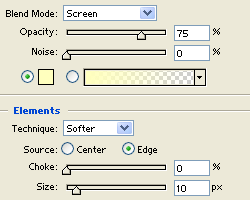 Blend Mode: Screen
Opacity: 75 %
Noise: 0 %
Elements
Technique: Softer
Source: Center Edge
Choke: 0 %
Size: 10 px